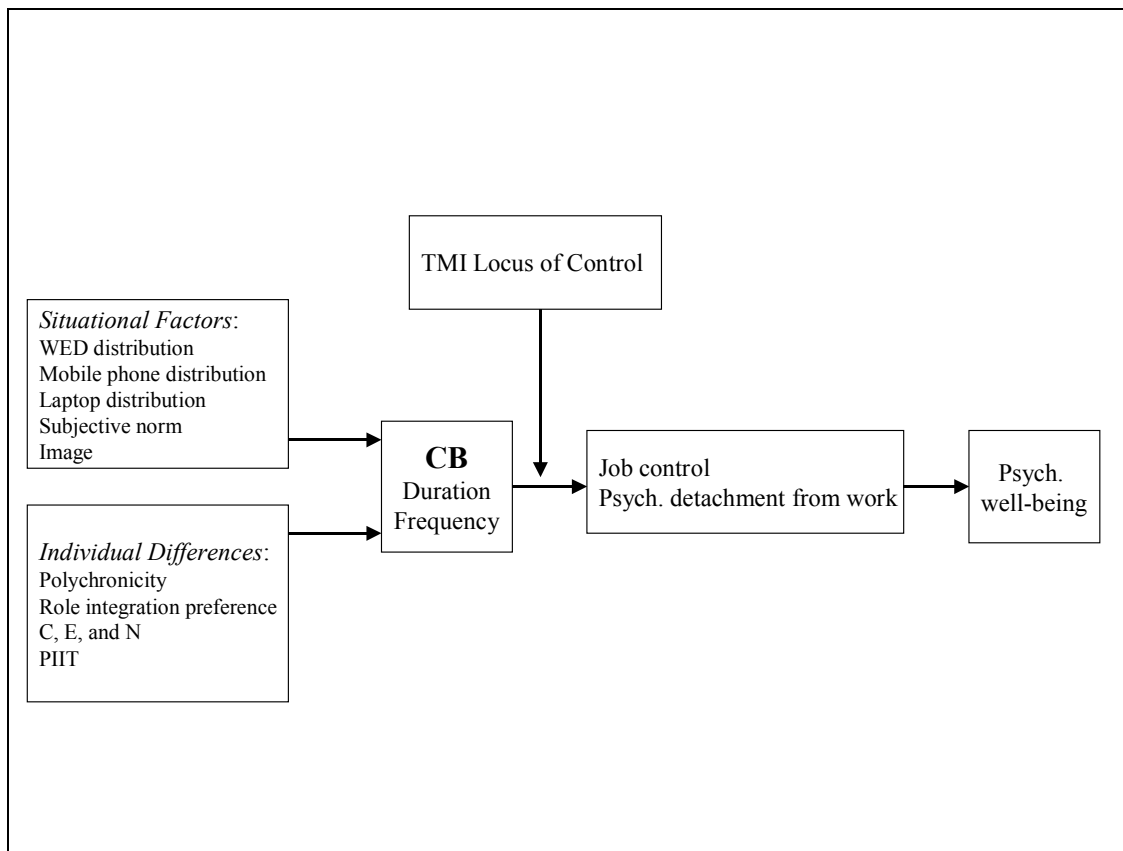 TMI Locus of Control
Situational Factors:
WED distribution
Mobile phone distribution
Laptop distribution
Subjective norm
Image
CB
Duration
Frequency
Job control
Psych. detachment from work
Psych.
well-being
Individual Differences:
Polychronicity
Role integration preference
C, E, and N
PIIT